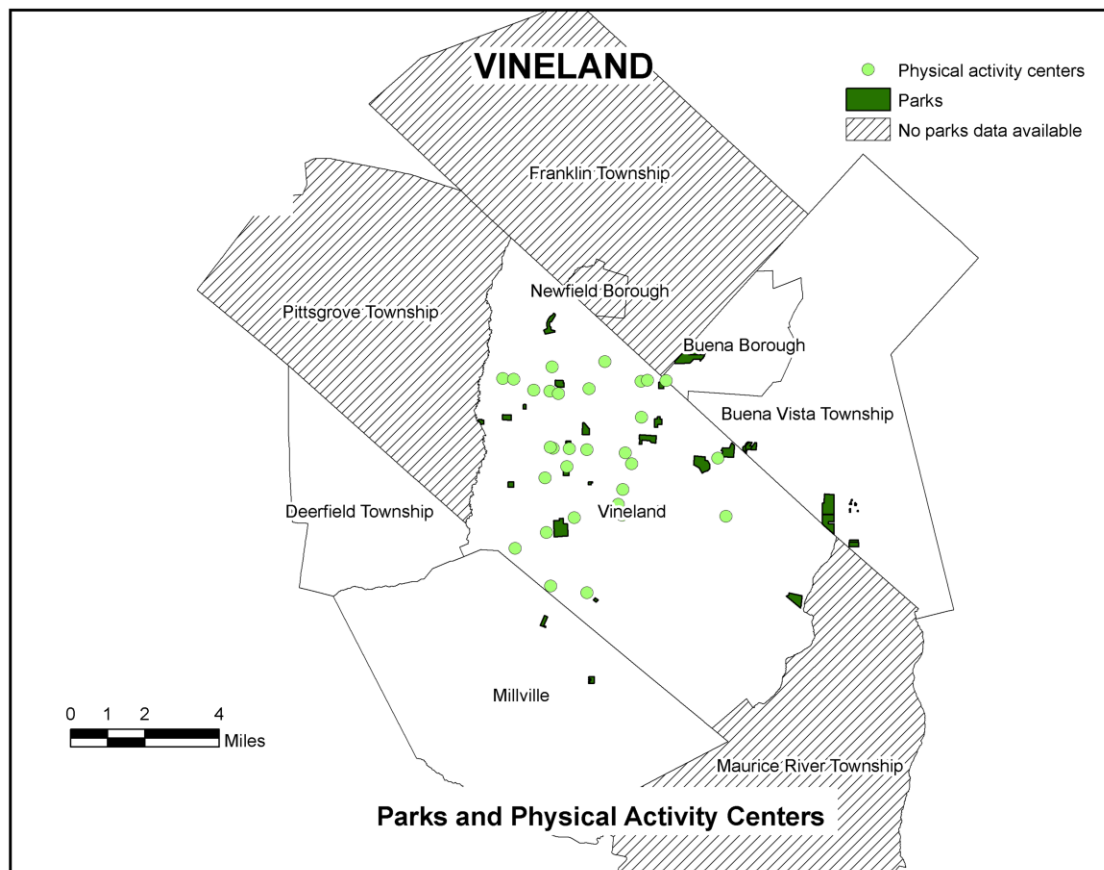 VINELAND
Physical activity centers
Parks
No parks data available
Franklin Township
Newfield Borough
Pittsgrove Township
Buena Borough
Buena Vista Township
Deerfield Township
Vineland
Millville
0 1 2 4
Miles
Maurice River Township
Parks and Physical Activity Centers